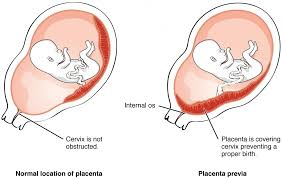 Internal os
Cervix is not
obstructed.
Placenta is covering
cervix preventing a
proper birth.
Normal location of placenta
Placenta previa